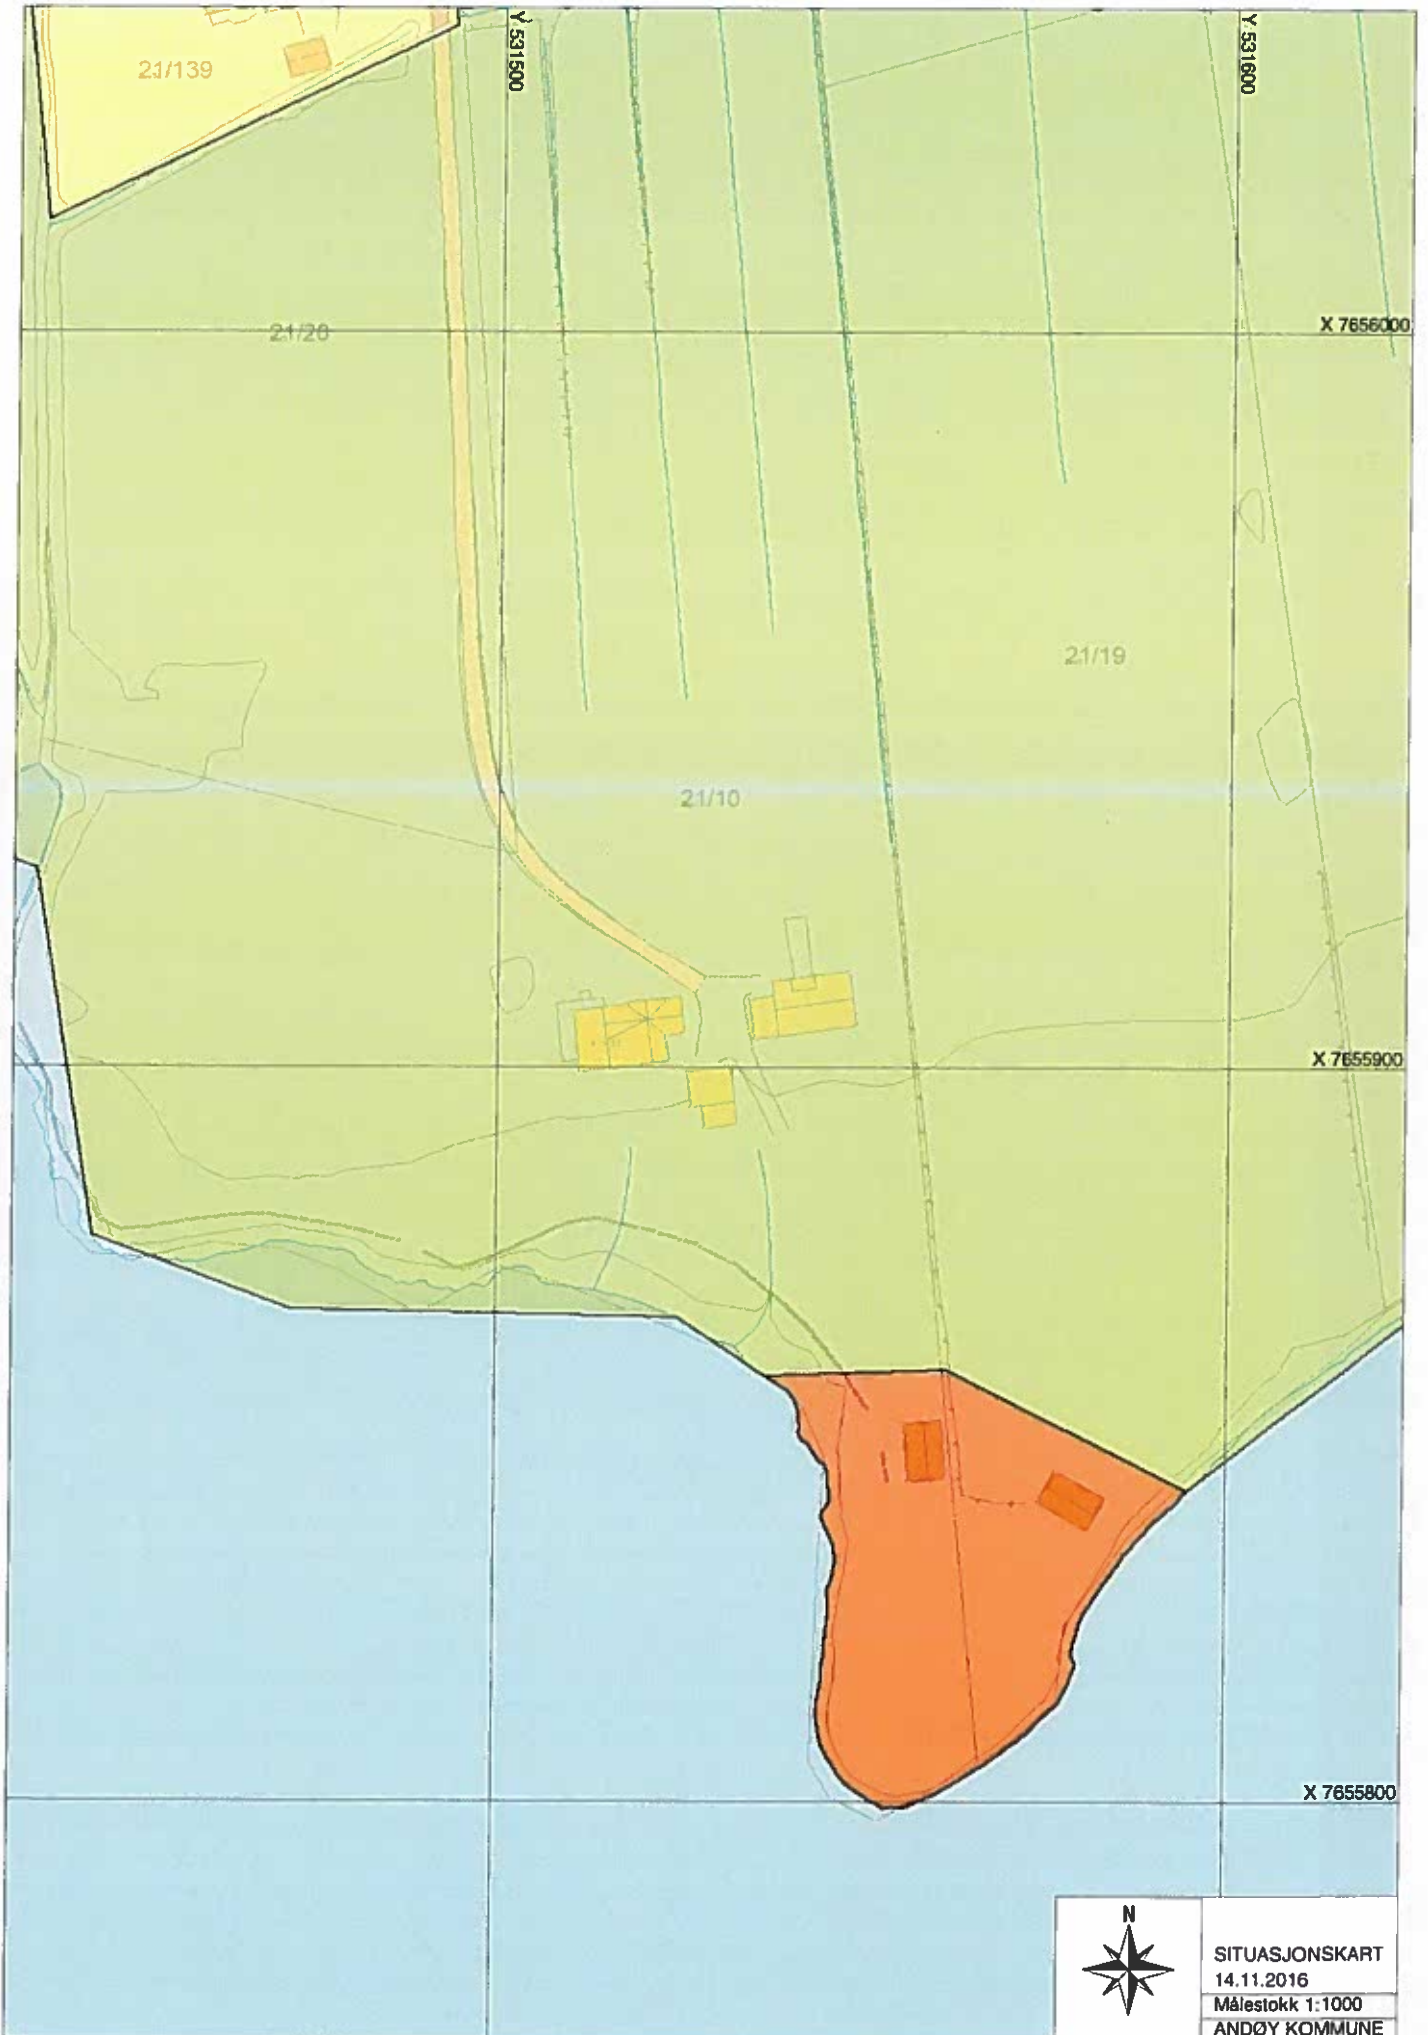 Y 531500
Y 531600
21/139
X 7656000
21/20
21/19
21/10
X 7655900
X 7655800
N
SITUASJONSKART
14.11.2016
Målestokk 1:1000
ANDØY KOMMUNE